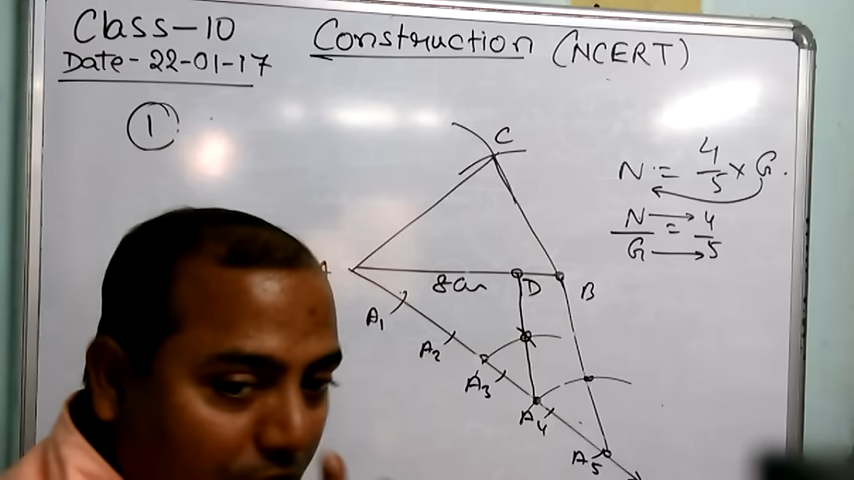 Class-10
Construction (NCERT)
Date - 22-01-17
1
C
N = 4/5 × G.
N/G = 4/5
A
8cm
D
B
A1
A2
A3
A4
A5